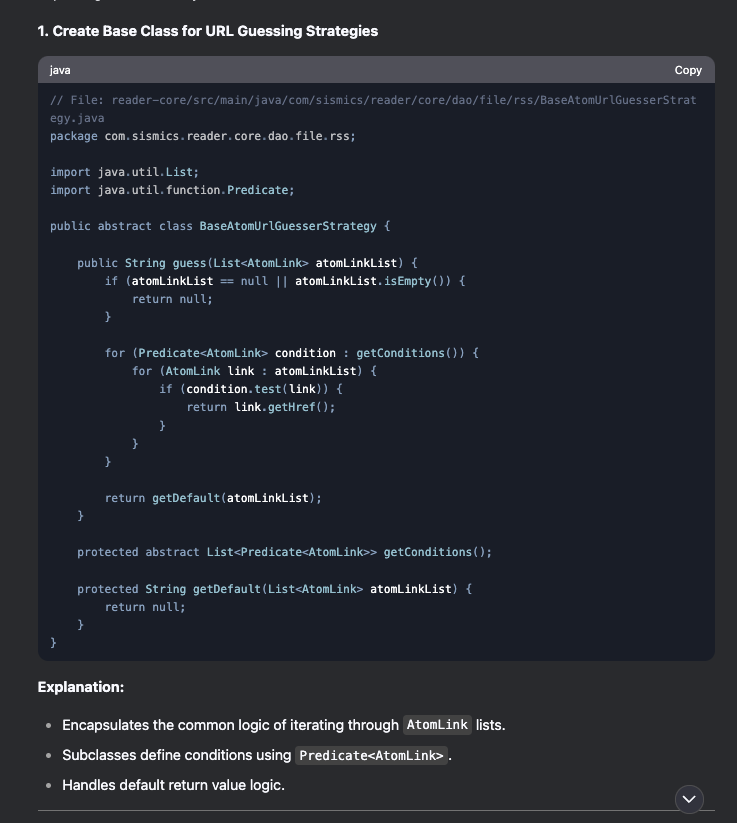 1. Create Base Class for URL Guessing Strategies
java
Copy
// File: reader-core/src/main/java/com/sismics/reader/core/dao/file/rss/BaseAtomUrlGuesserStrat
egy.java
package com.sismics.reader.core.dao.file.rss;
import java.util.List;
import java.util.function.Predicate;
public abstract class BaseAtomUrlGuesserStrategy {
public String guess(List<AtomLink> atomLinkList) {
if (atomLinkList == null || atomLinkList.isEmpty()) {
return null;
}
for (Predicate<AtomLink> condition : getConditions()) {
for (AtomLink link : atomLinkList) {
if (condition.test(link)) {
return link.getHref();
}
}
}
return getDefault(atomLinkList);
}
protected abstract List<Predicate<AtomLink>> getConditions();
protected String getDefault(List<AtomLink> atomLinkList) {
return null;
}
}
Explanation:
• Encapsulates the common logic of iterating through AtomLink lists.
• Subclasses define conditions using Predicate<AtomLink>.
• Handles default return value logic.